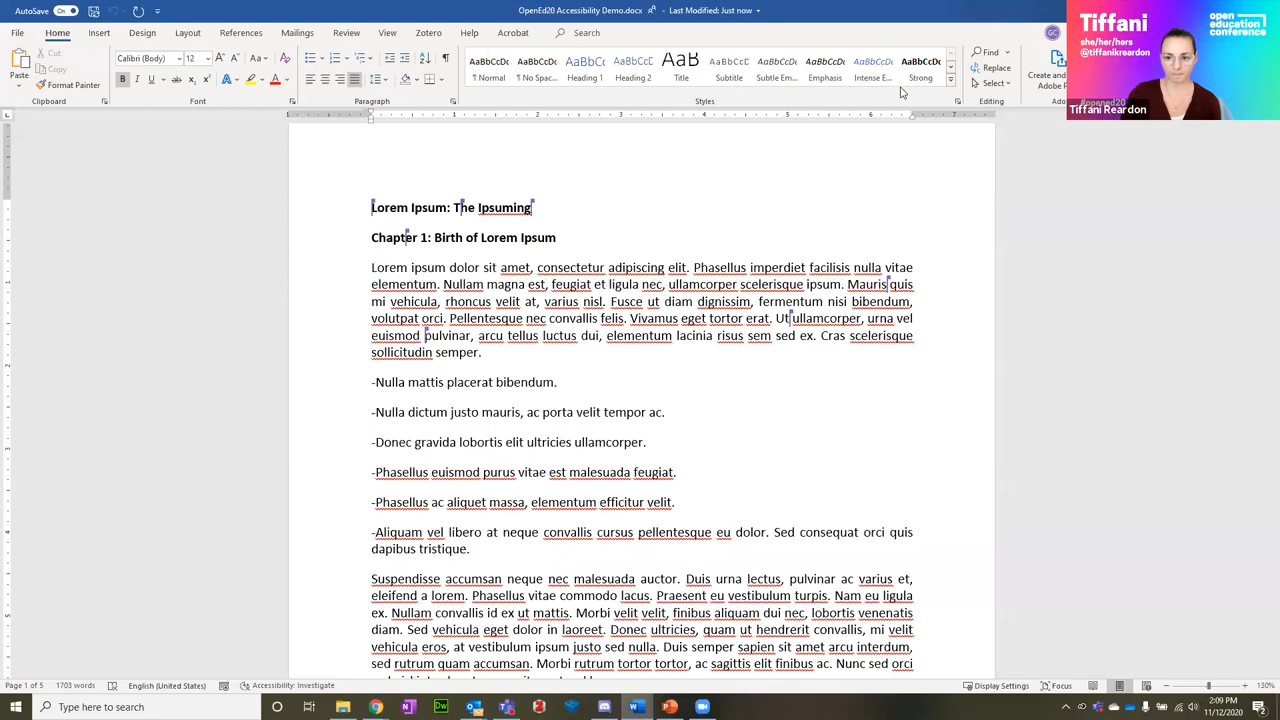 AutoSave On OpenEd20 Accessibility Demo.docx - Last Modified: Just now
File Home Insert Draw Design Layout References Mailings Review View Zotero Help Acrobat Search GC
Cut
Copy
Format Painter
Paste
Clipboard
Calibri (Body) 12
Font
Paragraph
AaBbCcDc AaBbCcDc AaBbCc AaBbCcC AaB AaBbCcD AaBbCcDc AaBbCcDc AaBbCcDc AaBbCcDc
¶ Normal ¶ No Spac... Heading 1 Heading 2 Title Subtitle Subtle Em... Emphasis Intense E... Strong
Styles
Find
Replace
Select
Editing
Create and
Adobe
Tiffani
she/her/hers
@tiffanikreardon
open
education
conference
#opened20
Tiffani Reardon
Lorem Ipsum: The Ipsuming
Chapter 1: Birth of Lorem Ipsum
Lorem ipsum dolor sit amet, consectetur adipiscing elit. Phasellus imperdiet facilisis nulla vitae
elementum. Nullam magna est, feugiat et ligula nec, ullamcorper scelerisque ipsum. Mauris quis
mi vehicula, rhoncus velit at, varius nisl. Fusce ut diam dignissim, fermentum nisi bibendum,
volutpat orci. Pellentesque nec convallis felis. Vivamus eget tortor erat. Ut ullamcorper, urna vel
euismod pulvinar, arcu tellus luctus dui, elementum lacinia risus sem sed ex. Cras scelerisque
sollicitudin semper.
-Nulla mattis placerat bibendum.
-Nulla dictum justo mauris, ac porta velit tempor ac.
-Donec gravida lobortis elit ultricies ullamcorper.
-Phasellus euismod purus vitae est malesuada feugiat.
-Phasellus ac aliquet massa, elementum efficitur velit.
-Aliquam vel libero at neque convallis cursus pellentesque eu dolor. Sed consequat orci quis
dapibus tristique.
Suspendisse accumsan neque nec malesuada auctor. Duis urna lectus, pulvinar ac varius et,
eleifend a lorem. Phasellus vitae commodo lacus. Praesent eu vestibulum turpis. Nam eu ligula
ex. Nullam convallis id ex ut mattis. Morbi velit velit, finibus aliquam dui nec, lobortis venenatis
diam. Sed vehicula eget dolor in laoreet. Donec ultricies, quam ut hendrerit convallis, mi velit
vehicula eros, at vestibulum ipsum justo sed nulla. Duis semper sapien sit amet arcu interdum,
sed rutrum quam accumsan. Morbi rutrum tortor tortor, ac sagittis elit finibus ac. Nunc sed orci
Page 1 of 5 1703 words English (United States) Accessibility: Investigate Display Settings Focus 130%
Type here to search
2:09 PM
11/12/2020